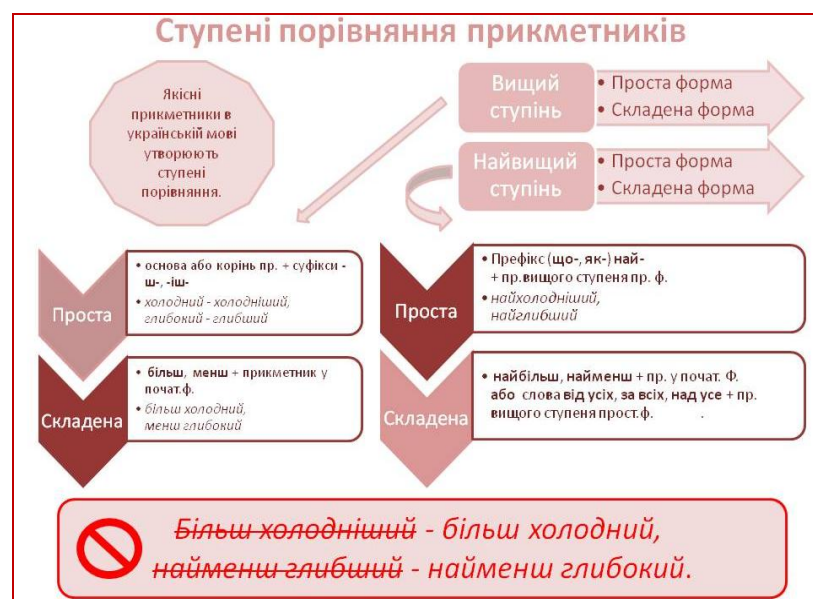 Ступені порівняння прикметників
Якісні
прикметники в
українській мові
утворюють
ступені
порівняння.
Вищий
ступінь
• Проста форма
• Складена форма
Найвищий
ступінь
• Проста форма
• Складена форма
Проста
• основа або корінь пр. + суфікси -
ш-, -іш-
• холодний - холодніший,
глибокий - глибший
Складена
• більш, менш + прикметник у
почат.ф.
• більш холодний,
менш глибокий
Проста
• Префікс (що-, як-) най-
+ пр.вищого ступеня пр. ф.
• найхолодніший,
найглибший
Складена
• найбільш, найменш + пр. у почат. Ф.
або слова від усіх, за всіх, над усе + пр.
вищого ступеня прост.ф. .
Більш холодніший - більш холодний,
найменш глибший - найменш глибокий.